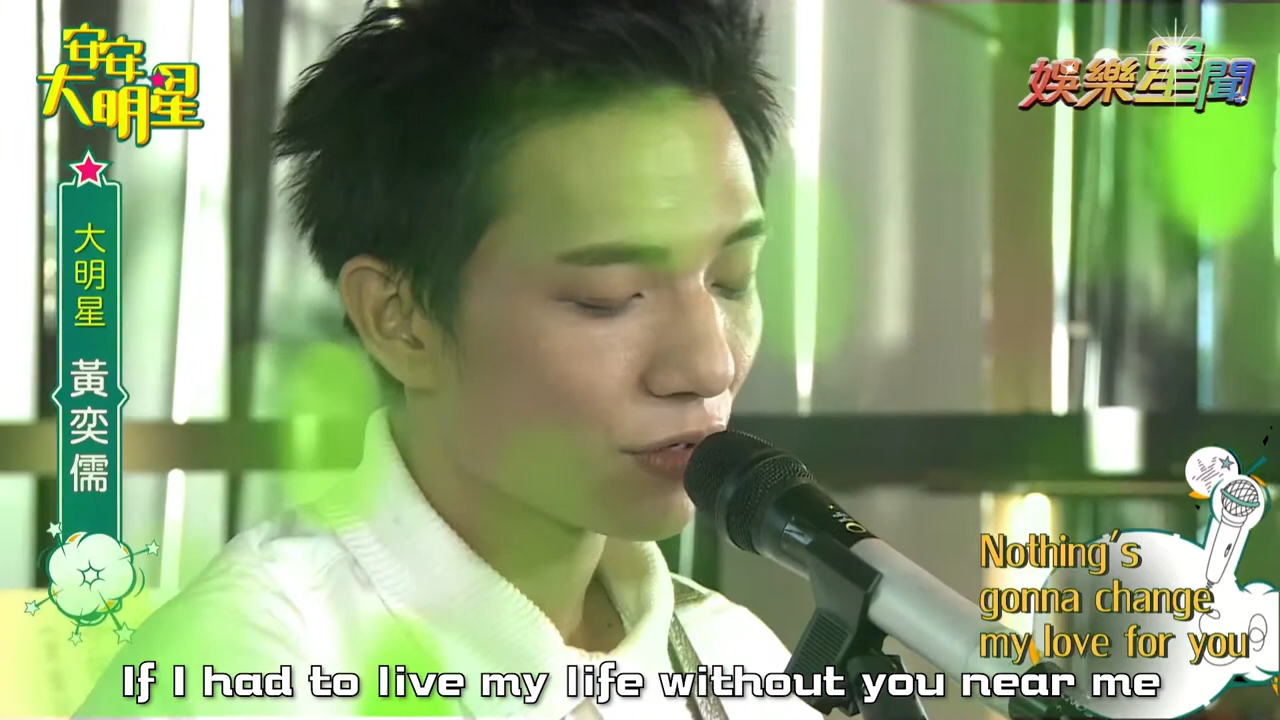 安安
大明星
娛樂星聞
大明星 黃奕儒
Nothing's
gonna change
my love for you
If I had to live my life without you near me